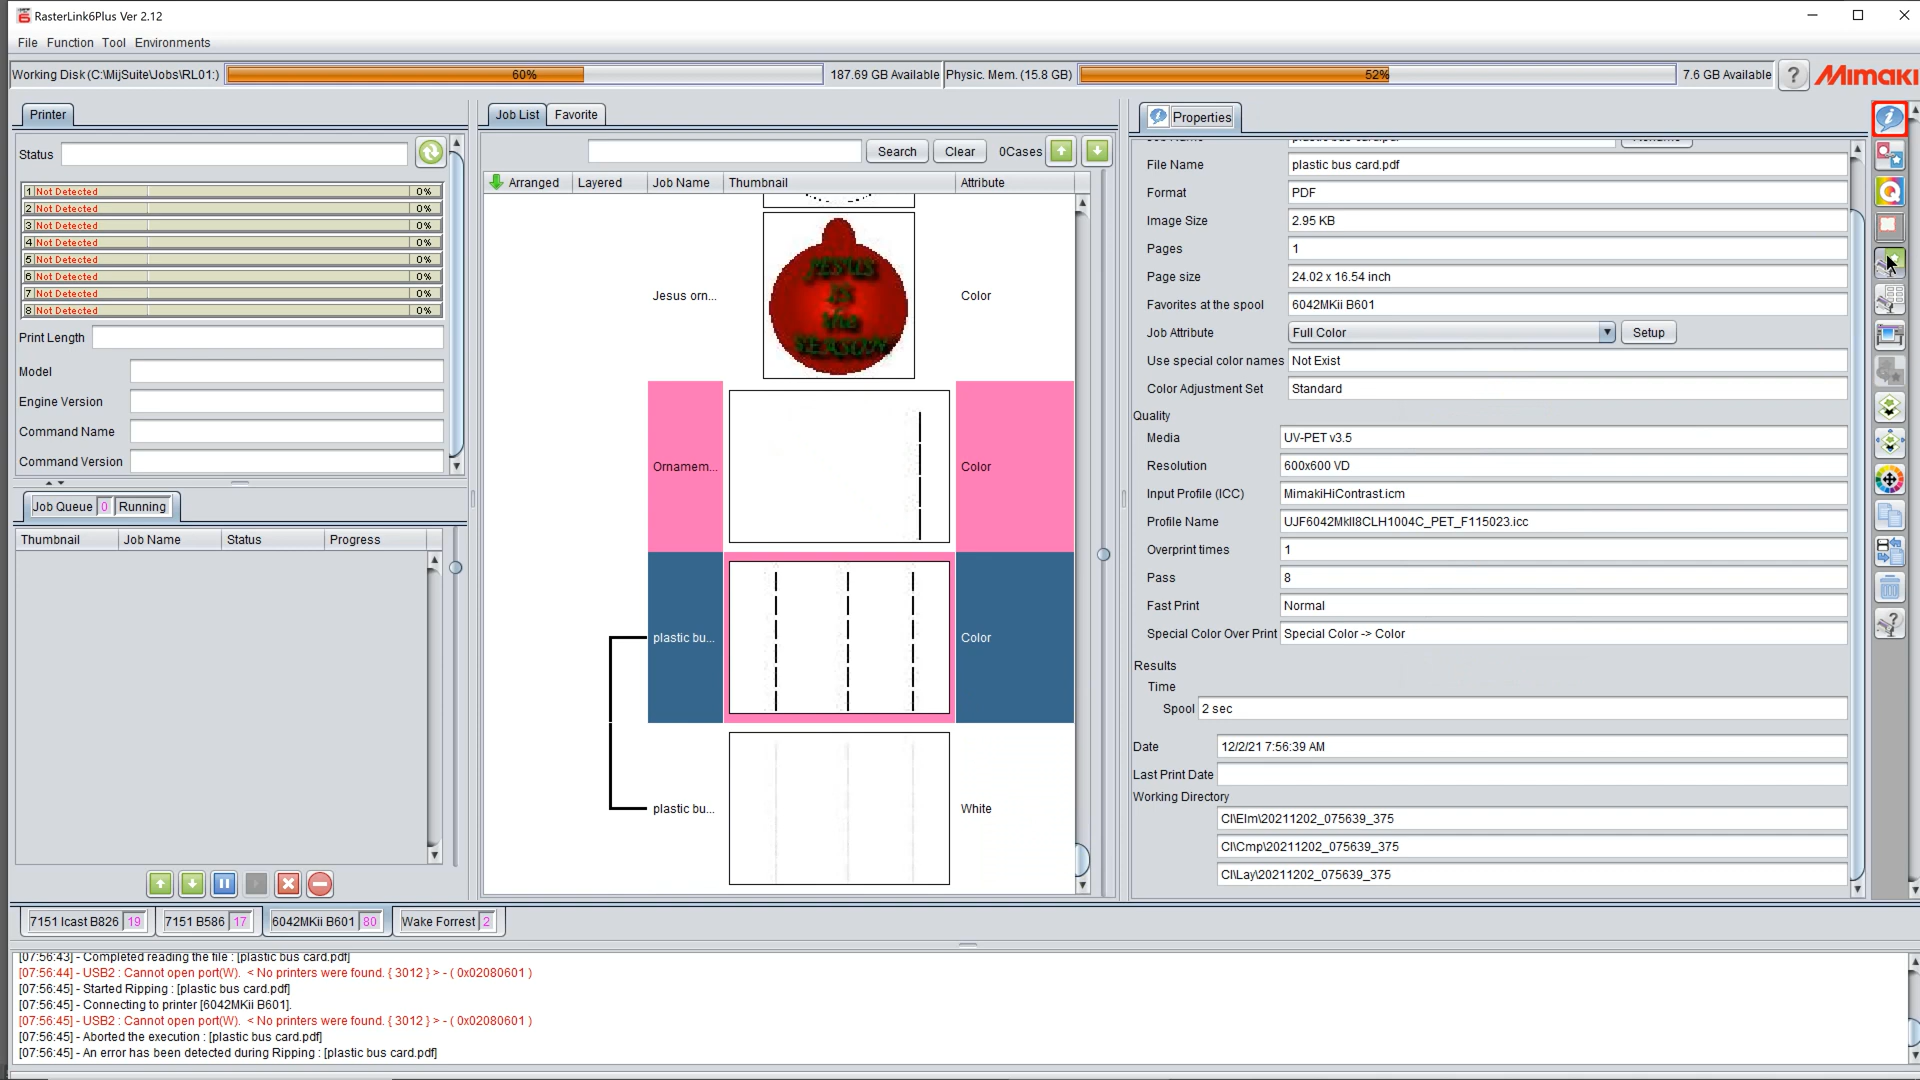 RasterLink6Plus Ver 2.12
File Function Tool Environments
Working Disk (C:\MijSuite\Jobs\RL01:) 60% 187.69 GB Available Physic. Mem. (15.8 GB) 52% 7.6 GB Available ? Mimaki
Printer
Status
1 Not Detected 0%
2 Not Detected 0%
3 Not Detected 0%
4 Not Detected 0%
5 Not Detected 0%
6 Not Detected 0%
7 Not Detected 0%
8 Not Detected 0%
Print Length
Model
Engine Version
Command Name
Command Version
Job Queue 0 Running
Thumbnail Job Name Status Progress
Job List Favorite
Search Clear 0Cases
Arranged Layered Job Name Thumbnail Attribute
Jesus orn... Color
JESUS
is
the
SEASON
Ornamem... Color
plastic bu... Color
plastic bu... White
Properties
File Name plastic bus card.pdf
Format PDF
Image Size 2.95 KB
Pages 1
Page size 24.02 x 16.54 inch
Favorites at the spool 6042MKii B601
Job Attribute Full Color Setup
Use special color names Not Exist
Color Adjustment Set Standard
Quality
Media UV-PET v3.5
Resolution 600x600 VD
Input Profile (ICC) MimakiHiContrast.icm
Profile Name UJF6042MkII8CLH1004C_PET_F115023.icc
Overprint times 1
Pass 8
Fast Print Normal
Special Color Over Print Special Color -> Color
Results
Time
Spool 2 sec
Date 12/2/21 7:56:39 AM
Last Print Date
Working Directory
CI\Elm\20211202_075639_375
CI\Cmp\20211202_075639_375
CI\Lay\20211202_075639_375
7151 Icast B826 19 7151 B586 17 6042MKii B601 80 Wake Forrest 2
[07:56:43] - Completed reading the file : [plastic bus card.pdf]
[07:56:44] - USB2 : Cannot open port(W). < No printers were found. { 3012 } > - ( 0x02080601 )
[07:56:45] - Started Ripping : [plastic bus card.pdf]
[07:56:45] - Connecting to printer [6042MKii B601].
[07:56:45] - USB2 : Cannot open port(W). < No printers were found. { 3012 } > - ( 0x02080601 )
[07:56:45] - Aborted the execution : [plastic bus card.pdf]
[07:56:45] - An error has been detected during Ripping : [plastic bus card.pdf]